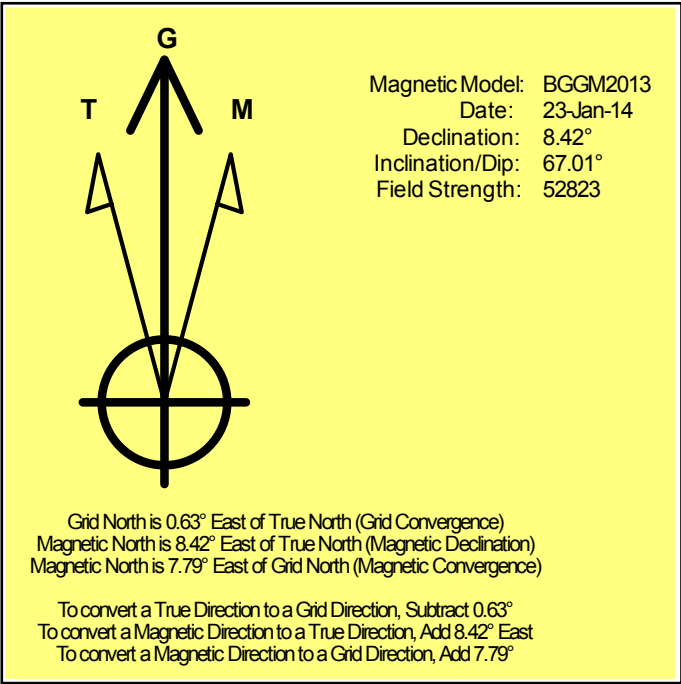 G
T M
Magnetic Model: BGGM2013
Date: 23-Jan-14
Declination: 8.42°
Inclination/Dip: 67.01°
Field Strength: 52823
Grid North is 0.63° East of True North (Grid Convergence)
Magnetic North is 8.42° East of True North (Magnetic Declination)
Magnetic North is 7.79° East of Grid North (Magnetic Convergence)
To convert a True Direction to a Grid Direction, Subtract 0.63°
To convert a Magnetic Direction to a True Direction, Add 8.42° East
To convert a Magnetic Direction to a Grid Direction, Add 7.79°